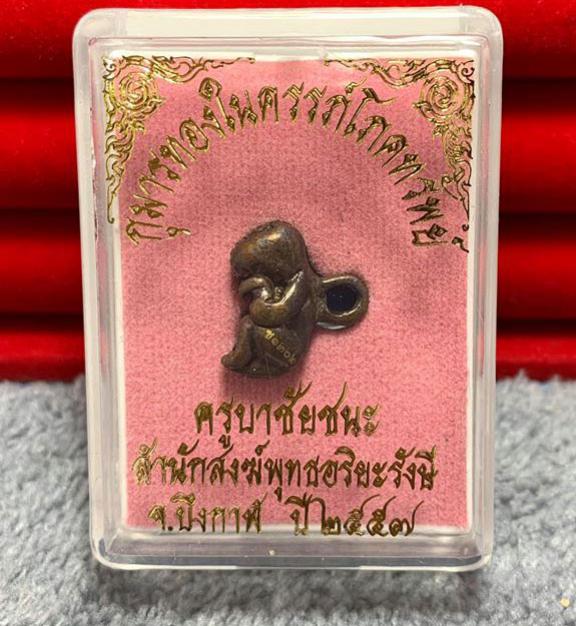 กุมารทองในครรภ์โภคทรัพย์
ครูบาชัยชนะ
สำนักสงฆ์พุทธอริยะรังษี
จ.บึงกาฬ ปี๒๕๕๗